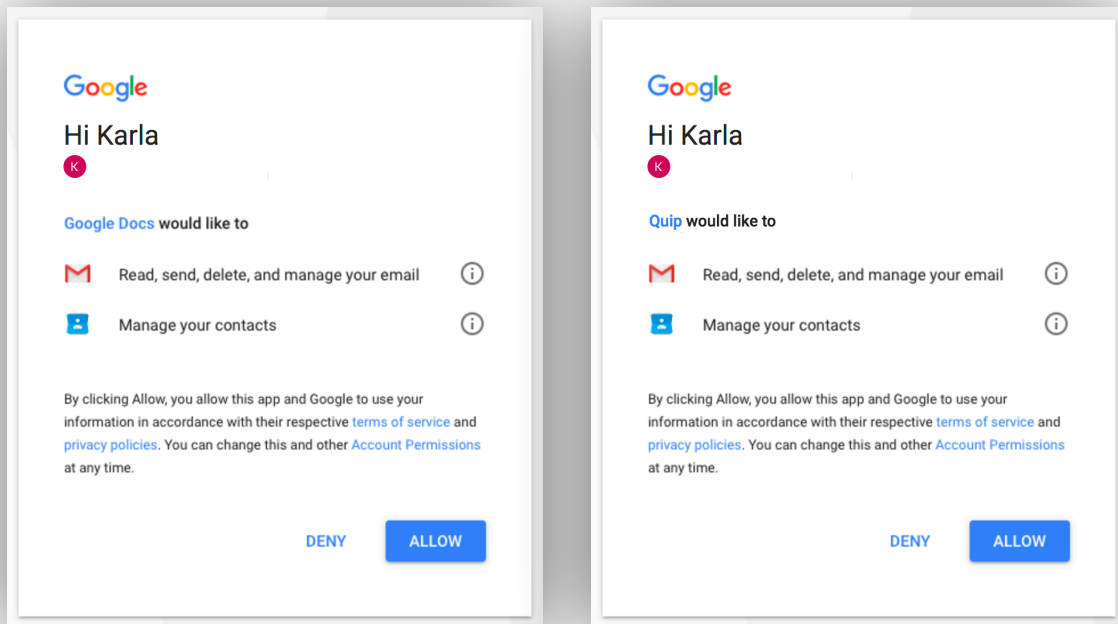 Google
Hi Karla
K
Google Docs would like to
Read, send, delete, and manage your email
Manage your contacts
By clicking Allow, you allow this app and Google to use your
information in accordance with their respective terms of service and
privacy policies. You can change this and other Account Permissions
at any time.
DENY ALLOW
Google
Hi Karla
K
Quip would like to
Read, send, delete, and manage your email
Manage your contacts
By clicking Allow, you allow this app and Google to use your
information in accordance with their respective terms of service and
privacy policies. You can change this and other Account Permissions
at any time.
DENY ALLOW